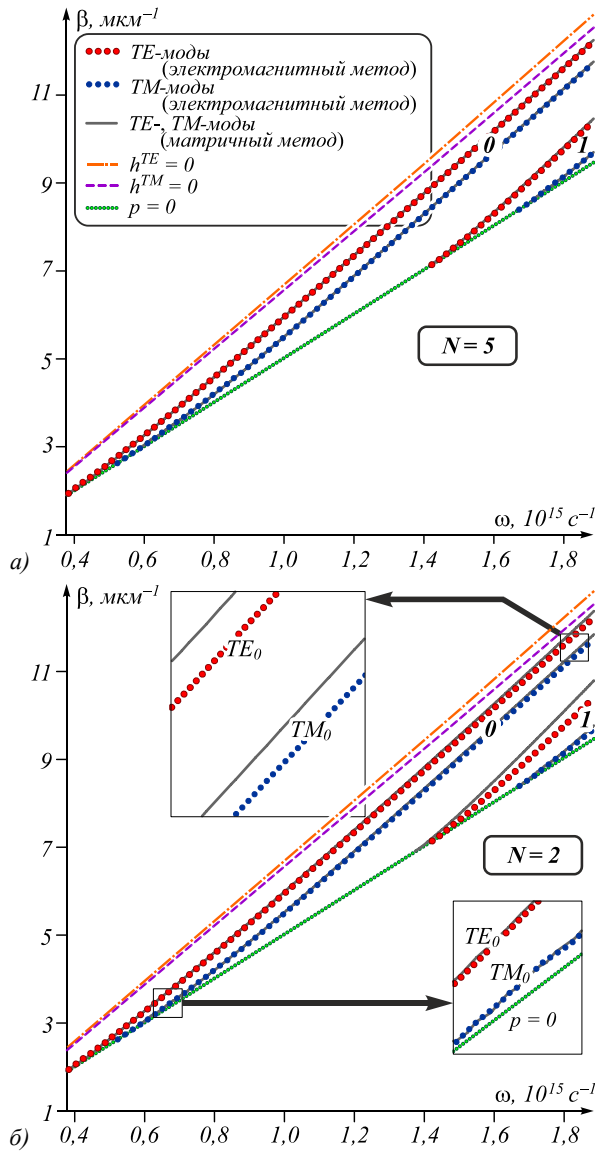 β, мкм⁻¹
TE-моды
(электромагнитный метод)
TM-моды
(электромагнитный метод)
TE-, TM-моды
(матричный метод)
hᵀᴱ = 0
hᵀᴹ = 0
p = 0
11
9
7
5
3
1
0
1
N = 5
ω, 10¹⁵ с⁻¹
0,4 0,6 0,8 1,0 1,2 1,4 1,6 1,8
а)
β, мкм⁻¹
TE₀
TM₀
11
9
7
5
3
1
0
1
N = 2
TE₀
TM₀
p = 0
ω, 10¹⁵ с⁻¹
0,4 0,6 0,8 1,0 1,2 1,4 1,6 1,8
б)